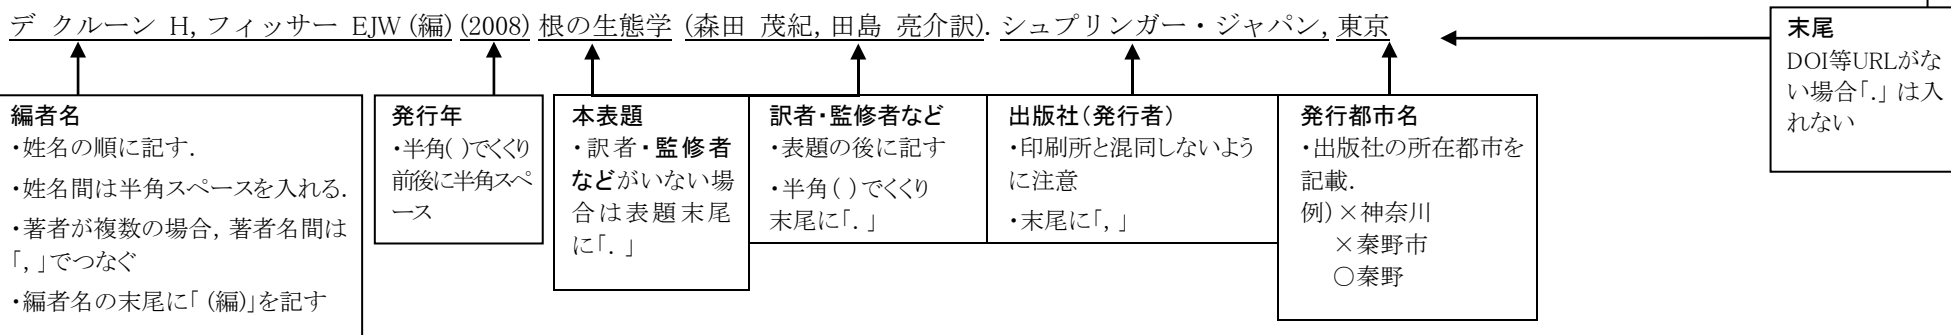 デ クルーン H, フィッサー EJW (編) (2008) 根の生態学 (森田 茂紀, 田島 亮介訳). シュプリンガー・ジャパン, 東京
編者名
・姓名の順に記す.
・姓名間は半角スペースを入れる.
・著者が複数の場合, 著者名間は
「, 」でつなぐ
・編者名の末尾に「 (編)」を記す
発行年
・半角( )でくくり
前後に半角スペ
ース
本表題
・訳者・監修者
などがいない場
合は表題末尾
に「. 」
訳者・監修者など
・表題の後に記す
・半角 ( ) でくくり
末尾に「. 」
出版社（発行者）
・印刷所と混同しないよう
に注意
・末尾に「, 」
発行都市名
・出版社の所在都市を
記載.
例) ×神奈川
×秦野市
○秦野
末尾
DOI等URLがな
い場合「.」は入
れない